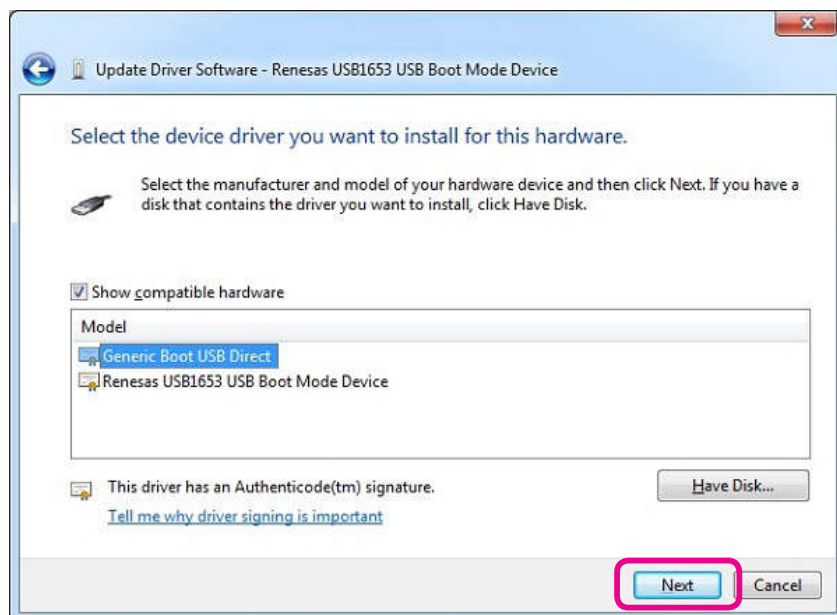 Update Driver Software - Renesas USB1653 USB Boot Mode Device
Select the device driver you want to install for this hardware.
Select the manufacturer and model of your hardware device and then click Next. If you have a
disk that contains the driver you want to install, click Have Disk.
Show compatible hardware
Model
Generic Boot USB Direct
Renesas USB1653 USB Boot Mode Device
This driver has an Authenticode(tm) signature.
Have Disk...
Tell me why driver signing is important
Next
Cancel